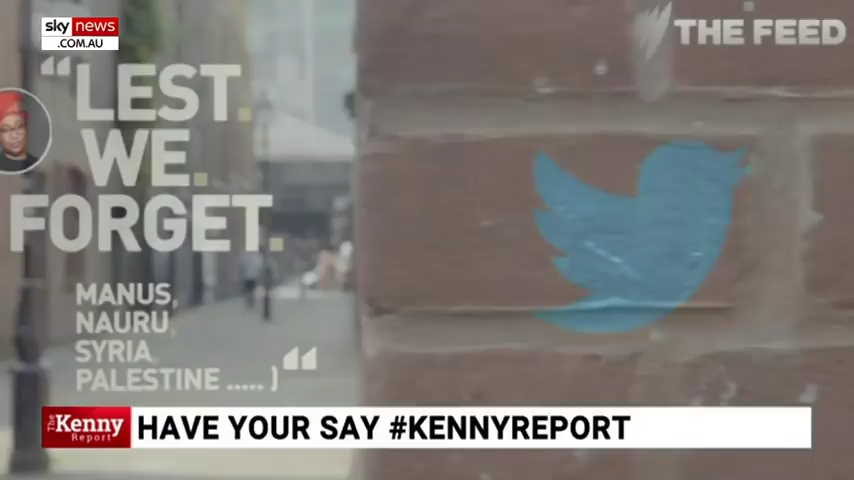 sky news
.COM.AU
THE FEED
“LEST.
WE.
FORGET.
MANUS,
NAURU,
SYRIA,
PALESTINE ..... )“
The Kenny Report
HAVE YOUR SAY #KENNYREPORT